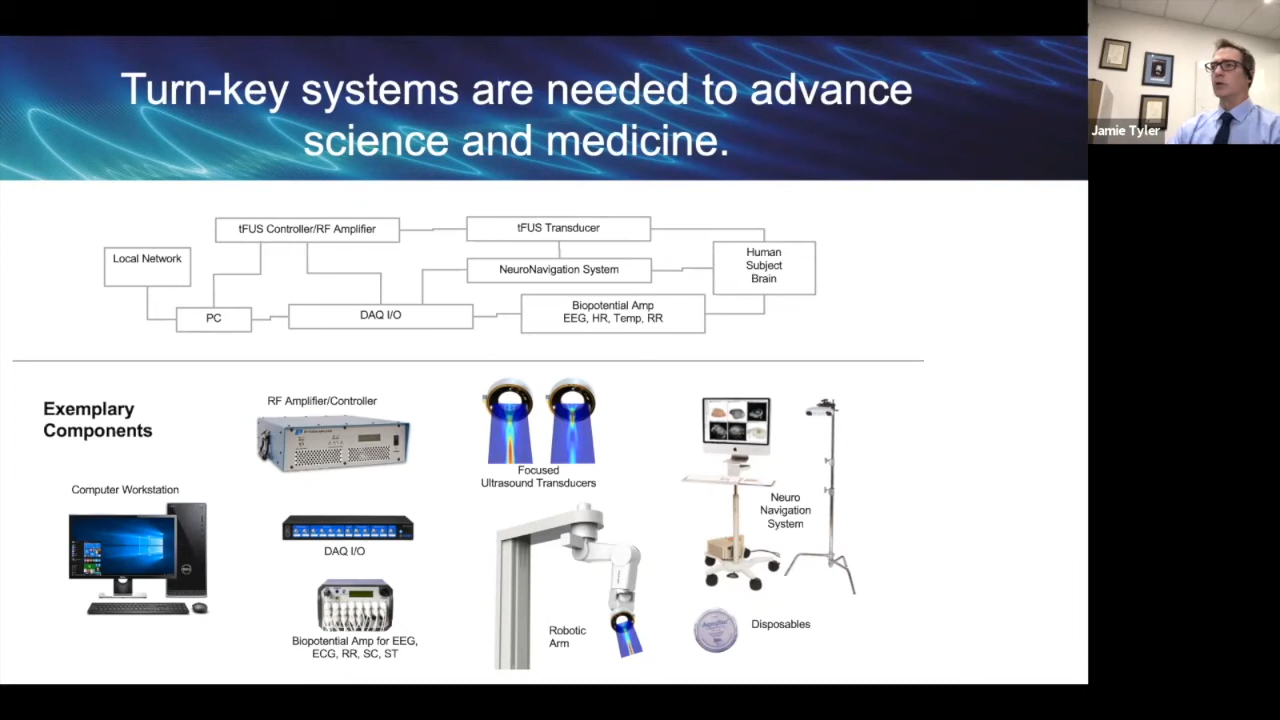 Turn-key systems are needed to advance
science and medicine.
Jamie Tyler
tFUS Controller/RF Amplifier
tFUS Transducer
Local Network
NeuroNavigation System
Human
Subject
Brain
PC
DAQ I/O
Biopotential Amp
EEG, HR, Temp, RR
Exemplary
Components
RF Amplifier/Controller
Focused
Ultrasound Transducers
Computer Workstation
Neuro
Navigation
System
DAQ I/O
Robotic
Arm
Disposables
Biopotential Amp for EEG,
ECG, RR, SC, ST